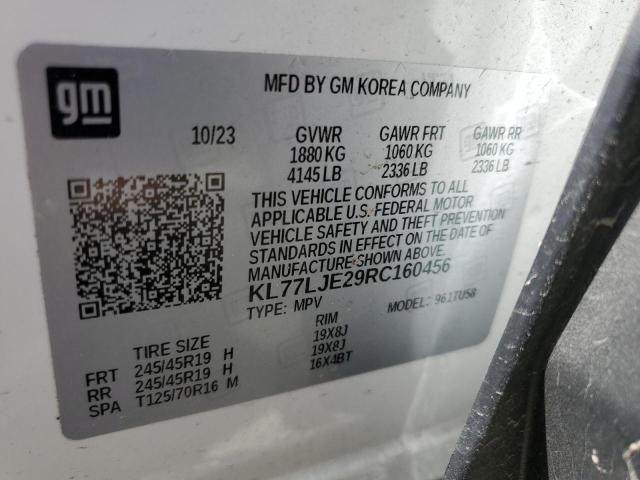 gm
MFD BY GM KOREA COMPANY
10/23 GVWR GAWR FRT GAWR RR
1880 KG 1060 KG 1060 KG
4145 LB 2336 LB 2336 LB
THIS VEHICLE CONFORMS TO ALL
APPLICABLE U.S. FEDERAL MOTOR
VEHICLE SAFETY AND THEFT PREVENTION
STANDARDS IN EFFECT ON THE DATE OF
MANUFACTURE SHOWN ABOVE.
KL77LJE29RC160456
TYPE: MPV MODEL: 961TU58
TIRE SIZE RIM
FRT 245/45R19 H 19X8J
RR 245/45R19 H 19X8J
SPA T125/70R16 M 16X4BT